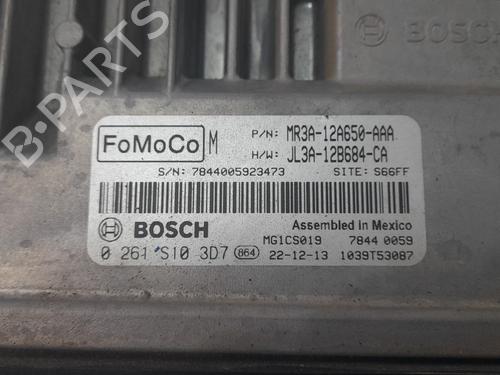 BOSCH
FoMoCo M P/N: MR3A-12A650-AAA
H/W: JL3A-12B684-CA
S/N: 7844005923473 SITE: S66FF
BOSCH Assembled in Mexico
MG1CS019 7844 0059
0 261 S10 3D7 864 22-12-13 1039T53087
B-PARTS